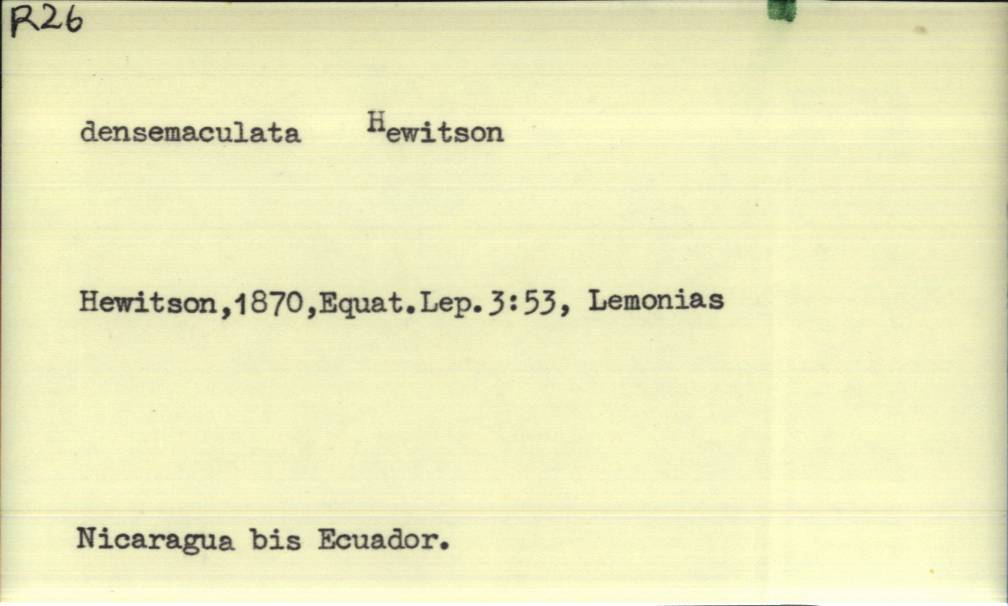 R26
densemaculata Hewitson
Hewitson,1870,Equat.Lep.3:53, Lemonias
Nicaragua bis Ecuador.